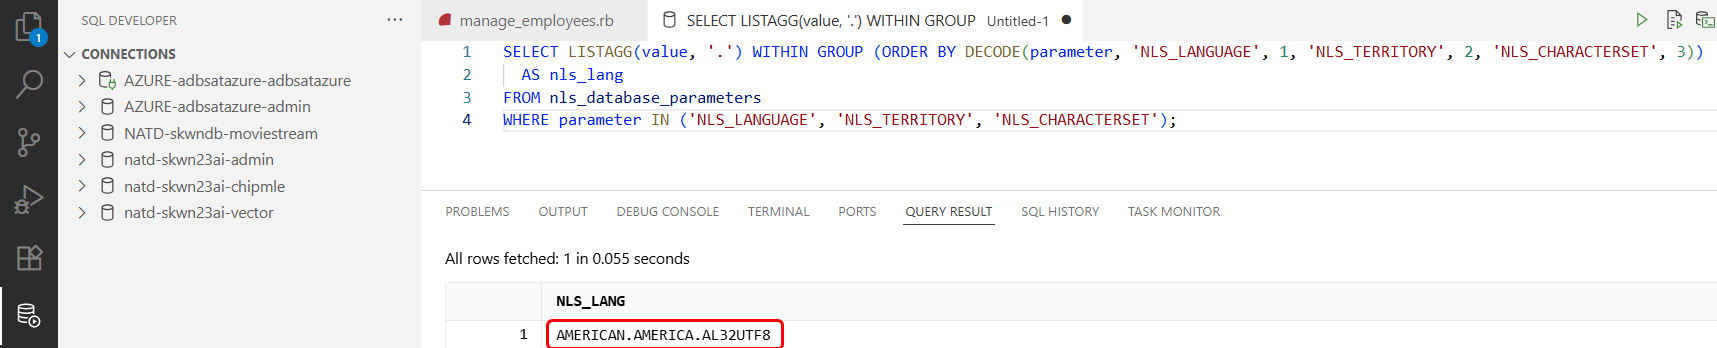 1
SQL DEVELOPER ...
CONNECTIONS
AZURE-adbsatazure-adbsatazure
AZURE-adbsatazure-admin
NATD-skwndb-moviestream
natd-skwn23ai-admin
natd-skwn23ai-chipmle
natd-skwn23ai-vector
manage_employees.rb SELECT LISTAGG(value, '.') WITHIN GROUP Untitled-1
1 SELECT LISTAGG(value, '.') WITHIN GROUP (ORDER BY DECODE(parameter, 'NLS_LANGUAGE', 1, 'NLS_TERRITORY', 2, 'NLS_CHARACTERSET', 3))
2 AS nls_lang
3 FROM nls_database_parameters
4 WHERE parameter IN ('NLS_LANGUAGE', 'NLS_TERRITORY', 'NLS_CHARACTERSET');
PROBLEMS OUTPUT DEBUG CONSOLE TERMINAL PORTS QUERY RESULT SQL HISTORY TASK MONITOR
All rows fetched: 1 in 0.055 seconds
NLS_LANG
1 AMERICAN.AMERICA.AL32UTF8